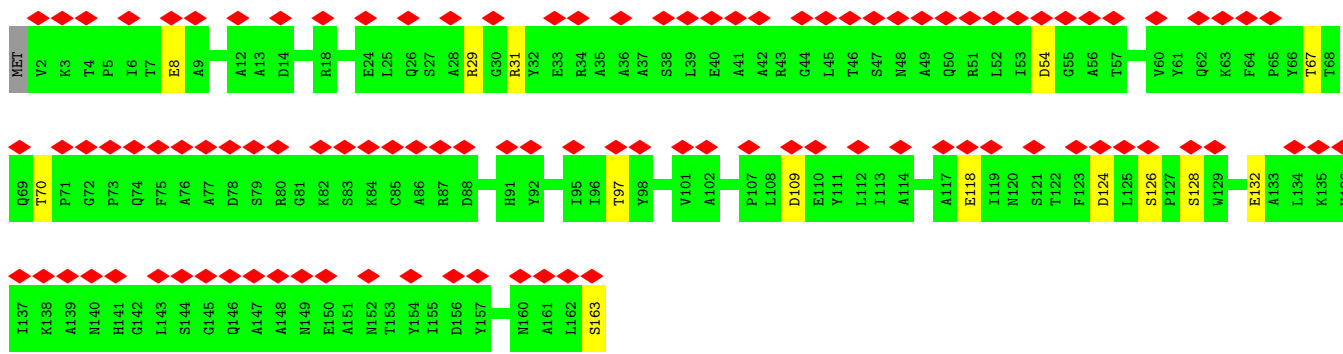 MET V2 K3 T4 P5 I6 T7 E8 A9 A12 A13 D14 R18 E24 L25 Q26 S27 A28 R29 G30 R31 Y32 E33 R34 A35 A36 A37 S38 L39 E40 A41 A42 R43 G44 L45 T46 S47 N48 A49 Q50 R51 L52 I53 D54 G55 A56 T57 V60 Y61 Q62 K63 F64 P65 Y66 T67 T68
Q69 T70 P71 G72 P73 Q74 F75 A76 A77 D78 S79 R80 G81 K82 S83 K84 C85 A86 R87 D88 H91 Y92 I95 I96 T97 Y98 V101 A102 P107 L108 D109 E110 Y111 L112 I113 A114 A117 E118 I119 N120 S121 T122 F123 D124 L125 S126 P127 S128 W129 E132 A133 L134 K135
I137 K138 A139 N140 H141 G142 L143 S144 G145 Q146 A147 A148 N149 E150 A151 N152 T153 Y154 I155 D156 Y157 N160 A161 L162 S163